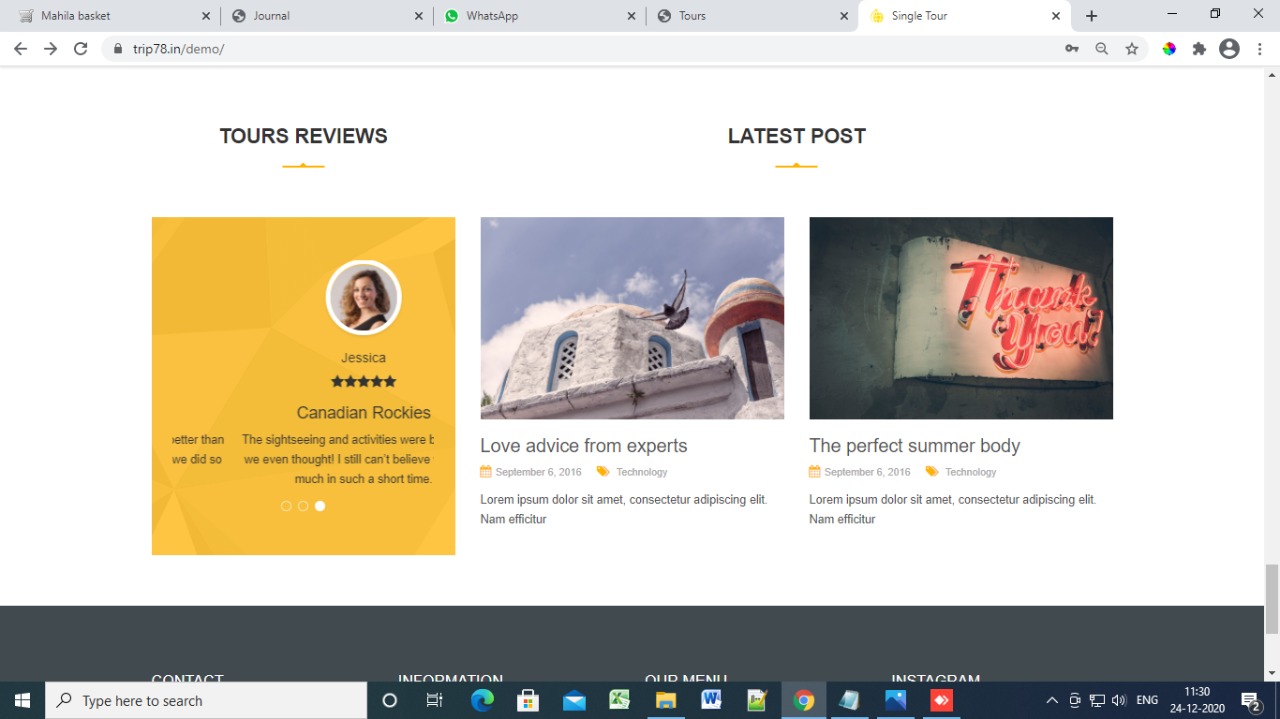 Mahila basket
Journal
WhatsApp
Tours
Single Tour
trip78.in/demo/
TOURS REVIEWS
LATEST POST
Jessica
Canadian Rockies
etter than
we did so
The sightseeing and activities were
we even thought! I still can't believe
much in such a short time.
Thank
you!
Love advice from experts
September 6, 2016
Technology
Lorem ipsum dolor sit amet, consectetur adipiscing elit.
Nam efficitur
The perfect summer body
September 6, 2016
Technology
Lorem ipsum dolor sit amet, consectetur adipiscing elit.
Nam efficitur
CONTACT
INFORMATION
OUR MENU
INSTAGRAM
Type here to search
ENG
11:30
24-12-2020
2